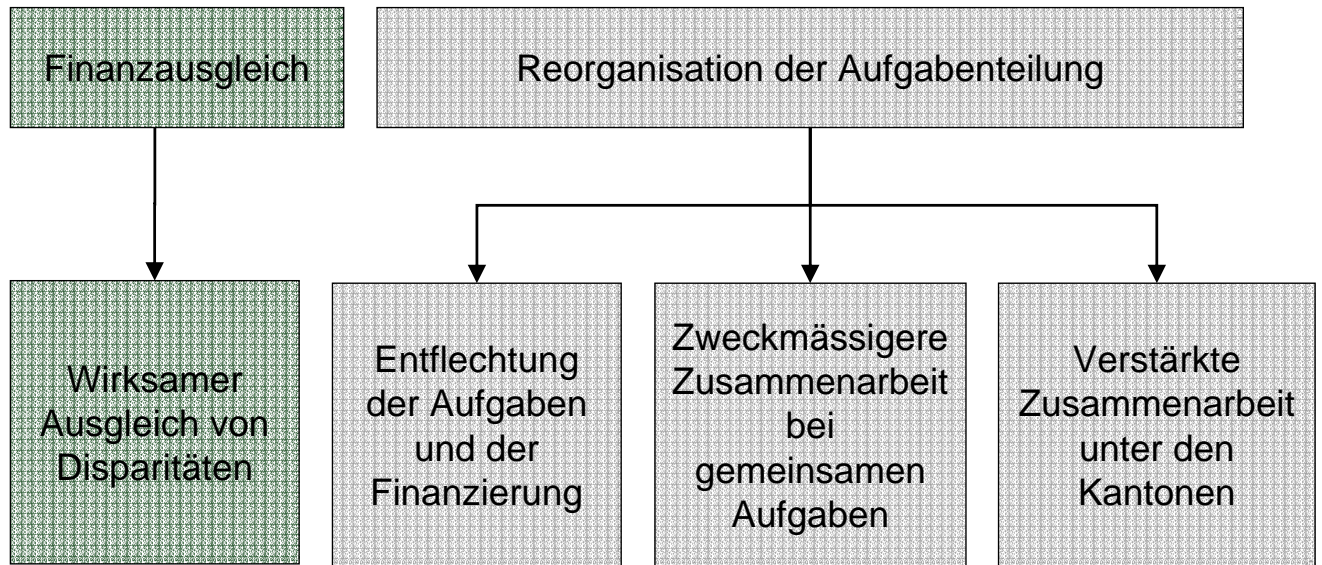 Finanzausgleich
Reorganisation der Aufgabenteilung
Wirksamer
Ausgleich von
Disparitäten
Entflechtung
der Aufgaben
und der
Finanzierung
Zweckmässigere
Zusammenarbeit
bei
gemeinsamen
Aufgaben
Verstärkte
Zusammenarbeit
unter den
Kantonen